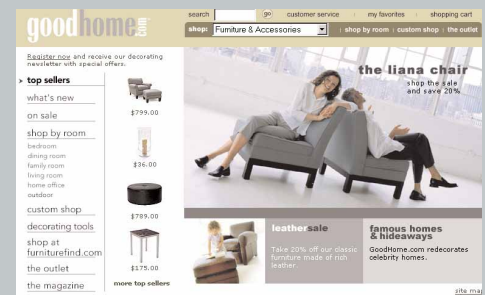 search go customer service my favorites shopping cart
goodhome.com
shop: Furniture & Accessories shop by room custom shop the outlet
Register now and receive our decorating
newsletter with special offers.
> top sellers
what's new
on sale
shop by room
bedroom
dining room
family room
living room
home office
outdoor
custom shop
decorating tools
shop at
furniturefind.com
the outlet
the magazine
$799.00
$36.00
$789.00
$175.00
more top sellers
the liana chair
shop the sale
and save 20%
leathersale
Take 20% off our classic
furniture made of rich
leather.
famous homes
& hideaways
GoodHome.com redecorates
celebrity homes.
site map